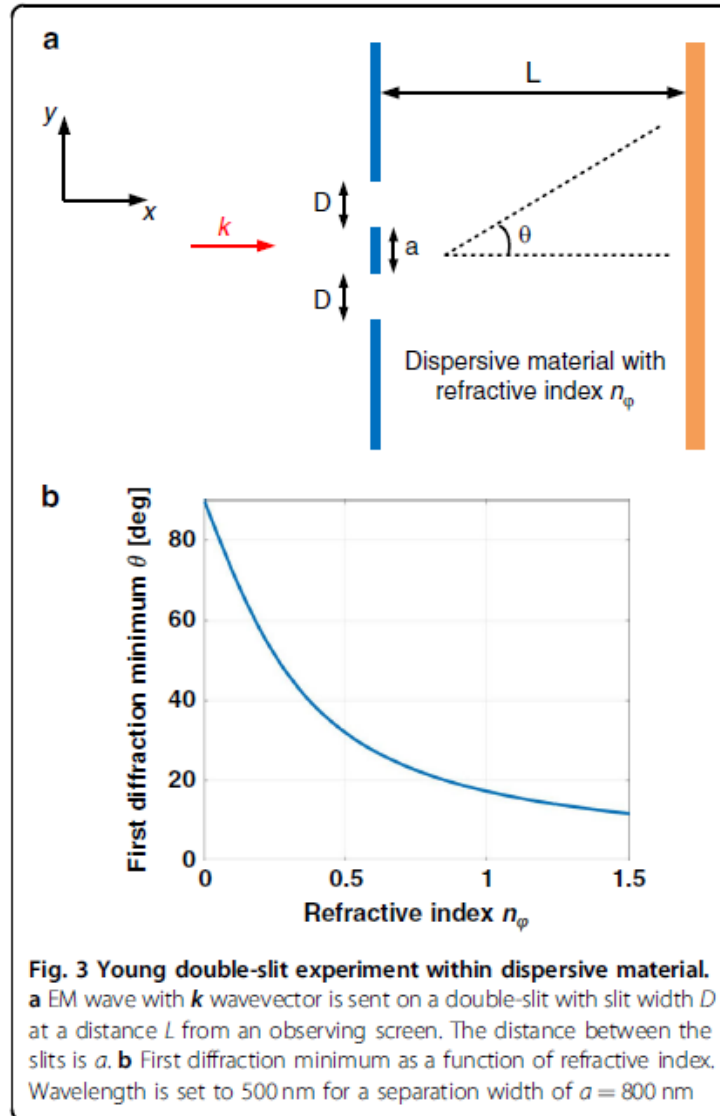 a
L
y
D
x
k
a
θ
D
Dispersive material with
refractive index nφ
b
First diffraction minimum θ [deg]
80
60
40
20
0
0 0.5 1 1.5
Refractive index nφ
Fig. 3 Young double-slit experiment within dispersive material.
a EM wave with k wavevector is sent on a double-slit with slit width D
at a distance L from an observing screen. The distance between the
slits is a. b First diffraction minimum as a function of refractive index.
Wavelength is set to 500 nm for a separation width of a = 800 nm